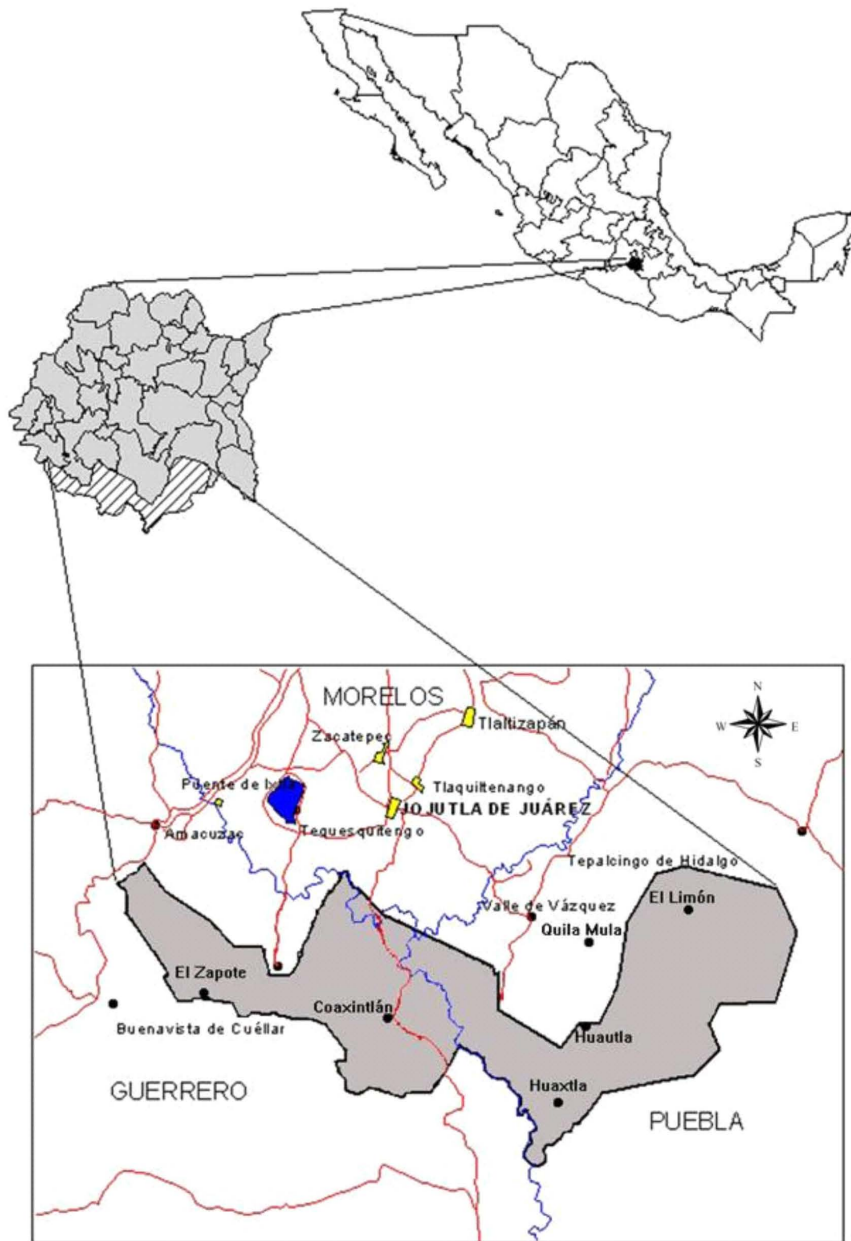 MORELOS
N
W
E
S
Tlaltizapán
Zacatepec
Puente de Ixtla
Tlaquiltenango
JOJUTLA DE JUÁREZ
Amacuzac
Tequesquitengo
Tepalcingo de Hidalgo
Valle de Vázquez
El Limón
Quila Mula
El Zapote
Coaxintlán
Buenavista de Cuéllar
Huautla
GUERRERO
Huaxtla
PUEBLA